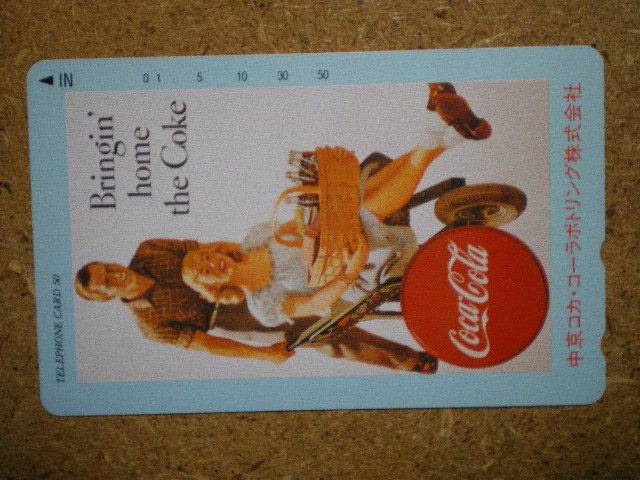 ◀IN
0 1 5 10 30 50
Bringin'
home
the Coke
TELEPHONE CARD 50
Coca-Cola
中京コカ・コーラボトリング株式会社